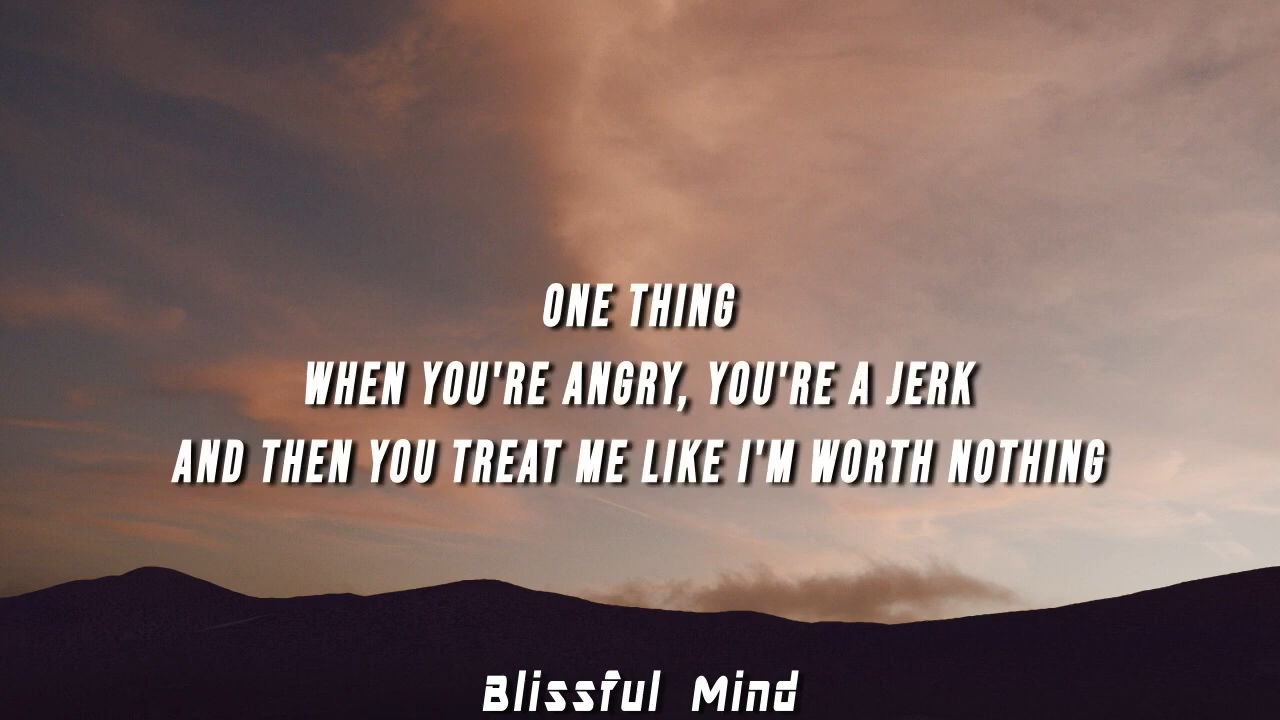 ONE THING
WHEN YOU'RE ANGRY, YOU'RE A JERK
AND THEN YOU TREAT ME LIKE I'M WORTH NOTHING
Blissful Mind